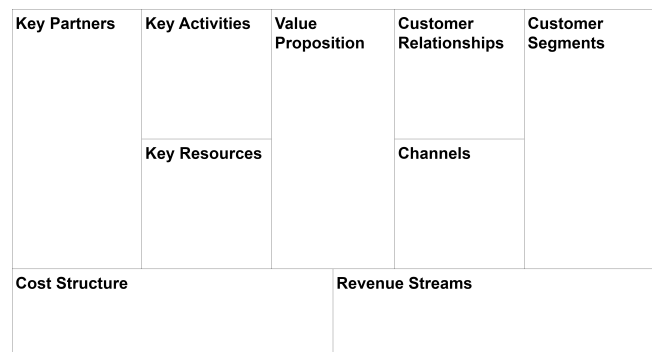 Key Partners
Key Activities
Value
Proposition
Customer
Relationships
Customer
Segments
Key Resources
Channels
Cost Structure
Revenue Streams